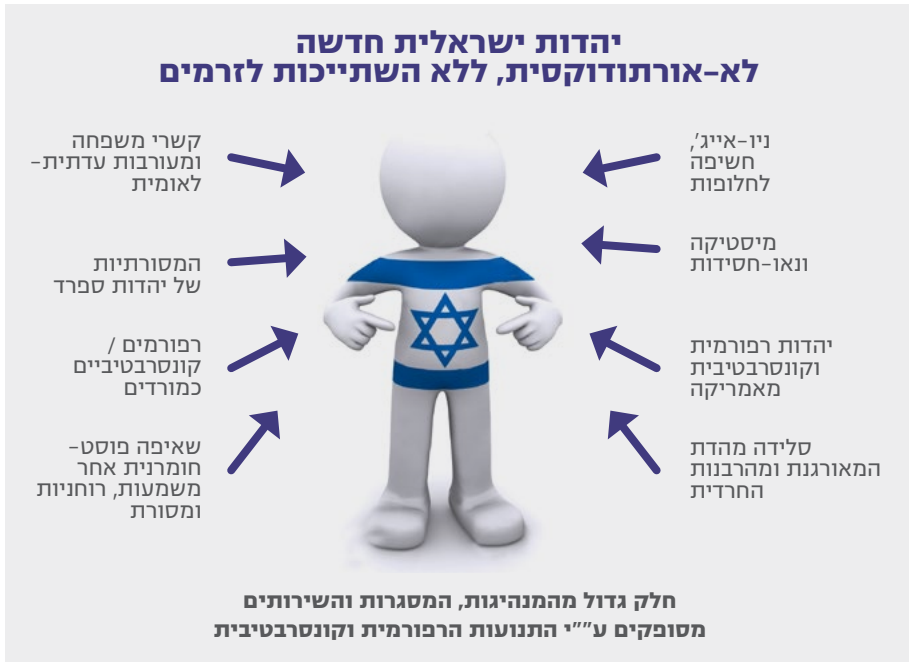 יהדות ישראלית חדשה
לא-אורתודוקסית, ללא השתייכות לזרמים
ניו-אייג',
חשיפה
לחלופות
מיסטיקה
ונאו-חסידות
יהדות רפורמית
וקונסרבטיבית
מאמריקה
סלידה מהדת
המאורגנת ומהרבנות
החרדית
קשרי משפחה
ומעורבות עדתית-
לאומית
המסורתיות
של יהדות ספרד
רפורמים /
קונסרבטיביים
כמורדים
שאיפה פוסט-
חומרנית אחר
משמעות, רוחניות
ומסורת
חלק גדול מהמנהיגות, המסגרות והשירותים
מסופקים ע""י התנועות הרפורמית וקונסרבטיבית